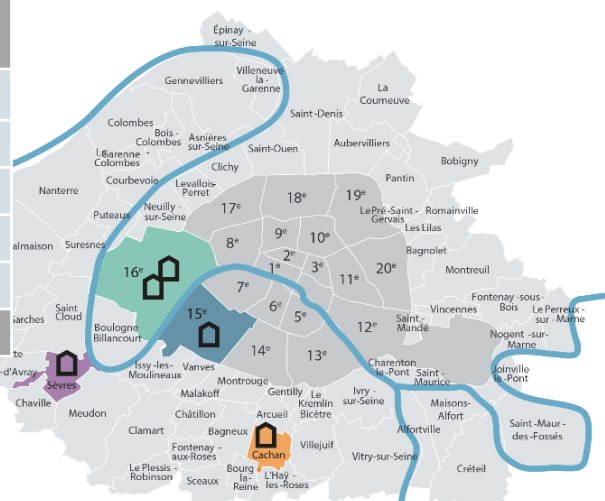 Épinay -
sur-Seine
Villeneuve
la -
Garenne
Gennevilliers
La
Courneuve
Saint-Denis
Colombes
Bois -
Colombes
Asnières
sur-Seine
Aubervilliers
La
Garenne -
Colombes
Saint-Ouen
Bobigny
Clichy
Courbevoie
Levallois-
Perret
Pantin
Nanterre
19e
18e
17e
Neuilly -
sur-Seine
Puteaux
Le Pré-Saint -
Gervais
Romainville
Les Lilas
9e
10e
8e
Suresnes
almaison
Bagnolet
2e
16e
1e
3e
20e
Montreuil
11e
7e
Fontenay -sous-
Bois
6e
5e
15e
Vincennes
Le Perreux -
sur - Marne
Saint
Cloud
arches
Saint -
Mandé
12e
Boulogne
Billancourt
Nogent -sur-
Marne
14e
13e
te
-d'Avray
Sèvres
Issy -les-
Moulineaux
Vanves
Charenton
le-Pont
Saint -
Maurice
Joinville
le-Pont
Montrouge
Malakoff
Gentilly
Le
Kremlin
Bicêtre
Ivry -
sur-Seine
Chaville
Meudon
Châtillon
Arcueil
Maisons-
Alfort
Clamart
Bagneux
Alfortville
Saint -Maur -
des -Fossés
Villejuif
Fontenay -
aux-Roses
Cachan
Vitry-sur-Seine
Le Plessis -
Robinson
Sceaux
Bourg -
la-
Reine
L'Haÿ -
les-Roses
Créteil